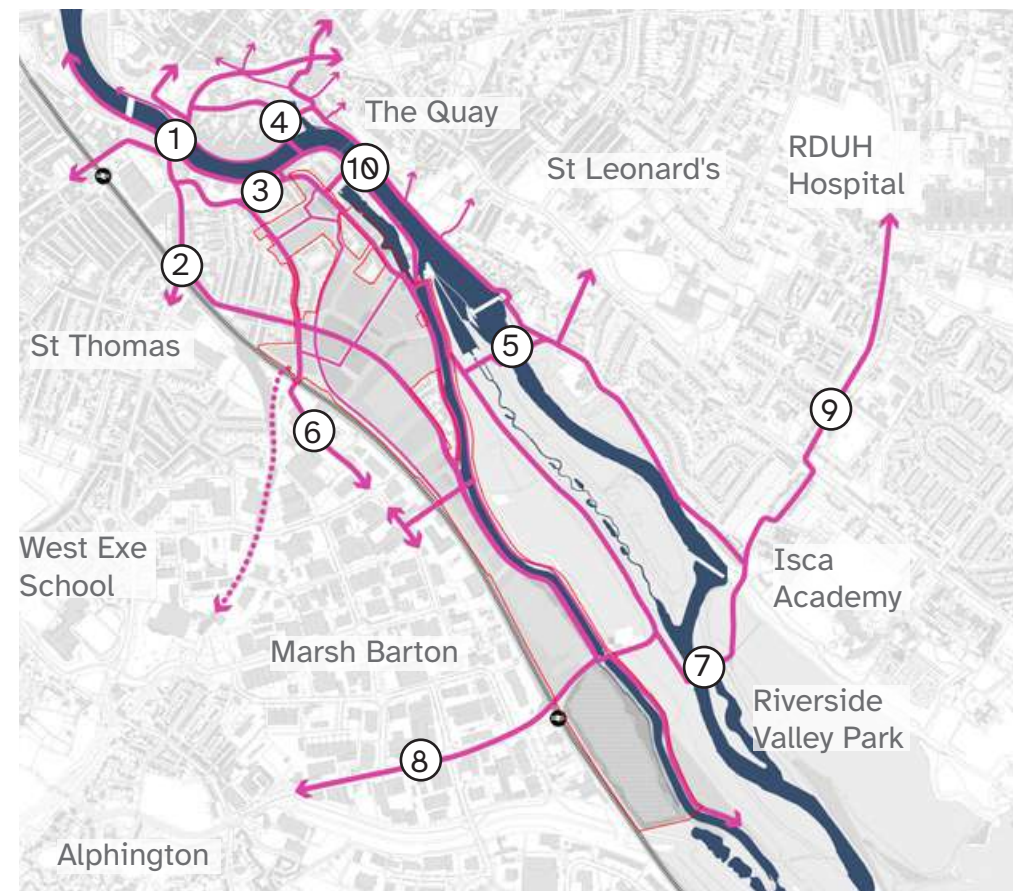 The Quay
4
1
10
RDUH
Hospital
St Leonard's
3
2
St Thomas
5
9
6
West Exe
School
Isca
Academy
Marsh Barton
7
Riverside
Valley Park
8
Alphington